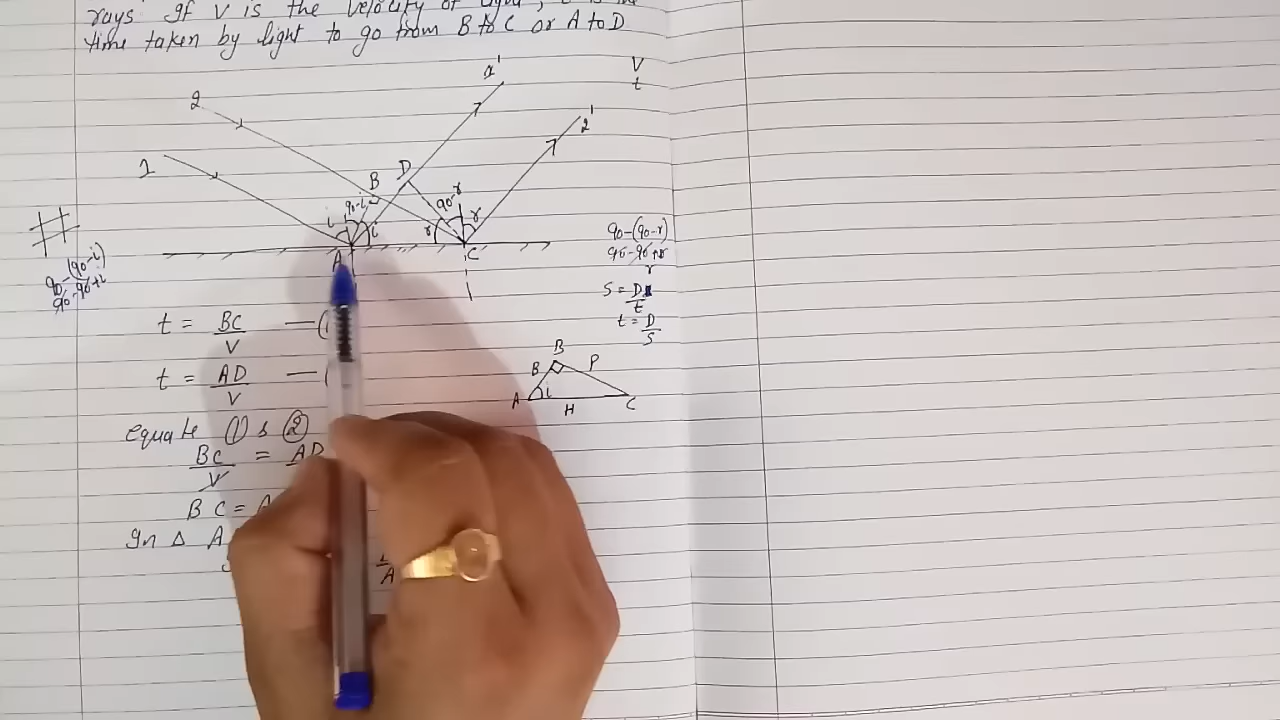 rays If V is the velocity of
time taken by light to go from B to C or A to D
V
t
2
1'
2'
1
B
D
90-i
90-r
i
i
r
r
A
C
90-(90-i)
90-90+i
90-(90-r)
90-90+r
r
S = D
t
t = D
S
t = BC
V
t = AD
V
equate ① & ②
BC = AD
V
BC =
In Δ A
B
B
P
A
i
H
C
A